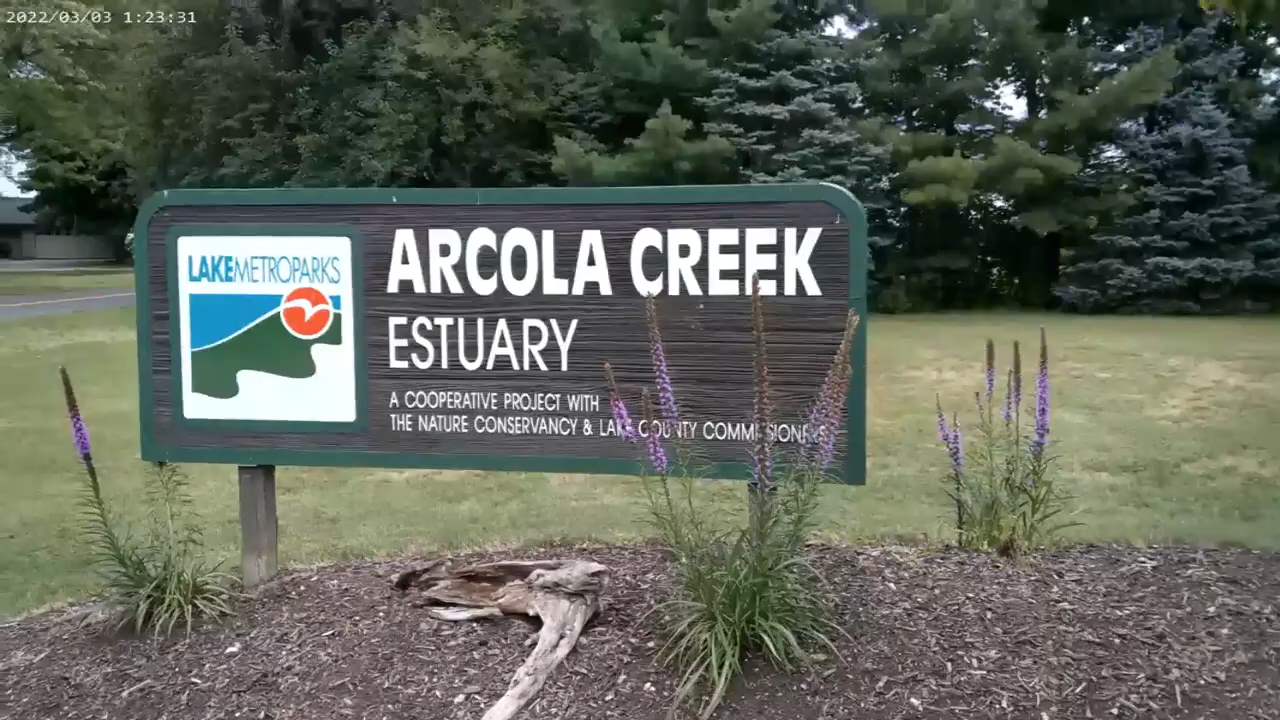 2022/03/03 1:23:31
LAKEMETROPARKS
ARCOLA CREEK
ESTUARY
A COOPERATIVE PROJECT WITH
THE NATURE CONSERVANCY & LAKE COUNTY COMMISSIONERS